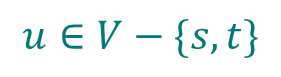 u ∈ V − {s, t}